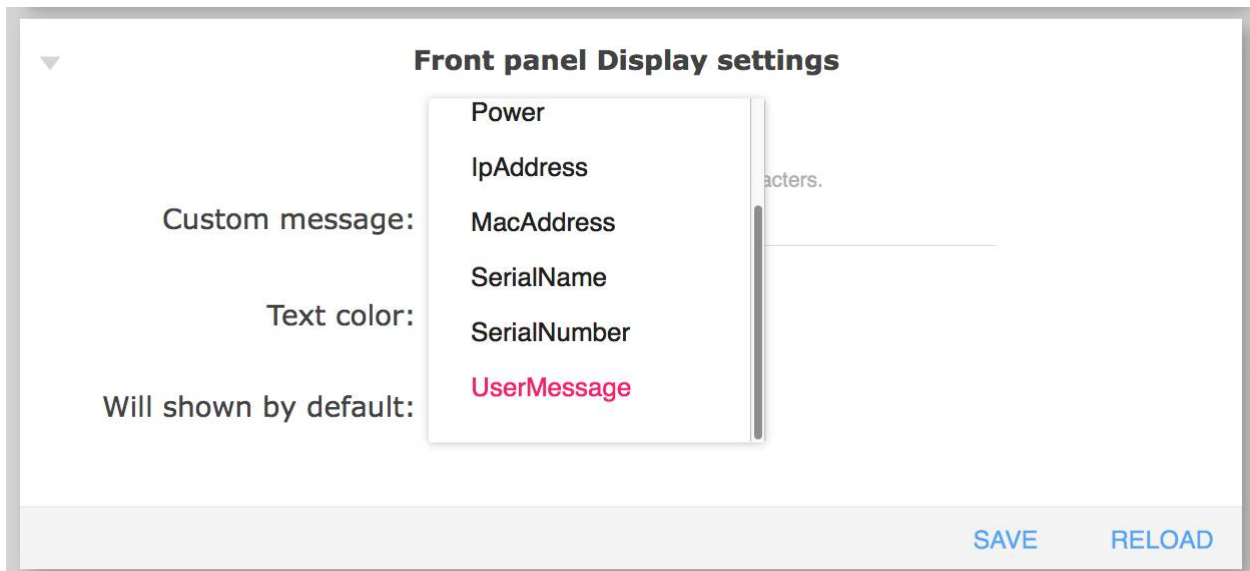 Front panel Display settings
Power
IpAddress
acters.
Custom message:
MacAddress
SerialName
Text color:
SerialNumber
UserMessage
Will shown by default:
SAVE RELOAD